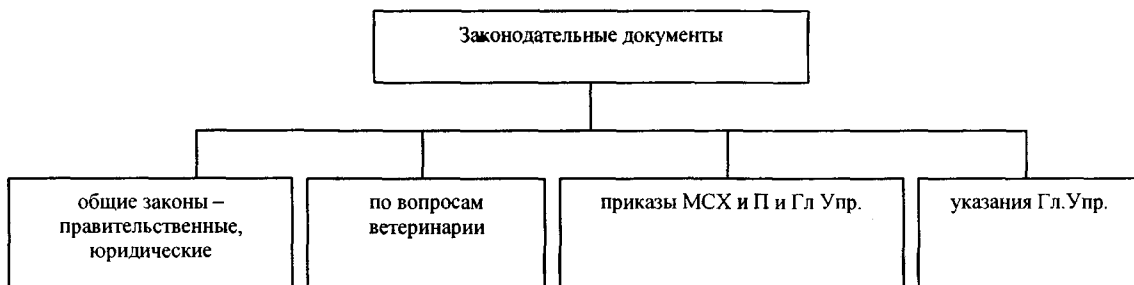 Законодательные документы
общие законы –
правительственные,
юридические
по вопросам
ветеринарии
приказы МСХ и П и Гл Упр.
указания Гл.Упр.